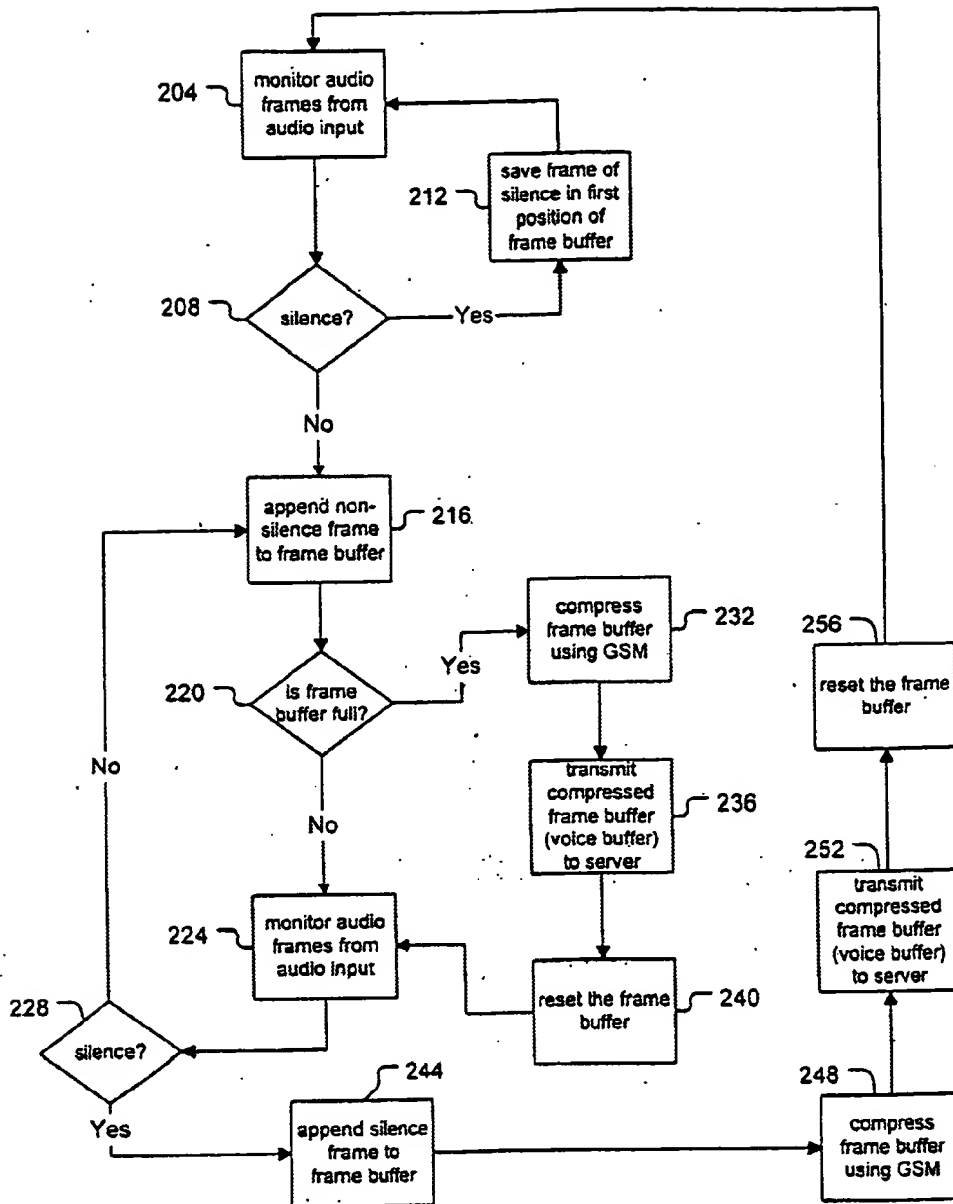 204
monitor audio
frames from
audio input
212
save frame of
silence in first
position of
frame buffer
208
silence?
Yes
No
append non-
silence frame
to frame buffer
216
compress
frame buffer
using GSM
232
256
reset the frame
buffer
220
is frame
buffer full?
Yes
No
No
transmit
compressed
frame buffer
(voice buffer)
to server
236
252
transmit
compressed
frame buffer
(voice buffer)
to server
224
monitor audio
frames from
audio input
reset the frame
buffer
240
228
silence?
Yes
244
append silence
frame to
frame buffer
248
compress
frame buffer
using GSM